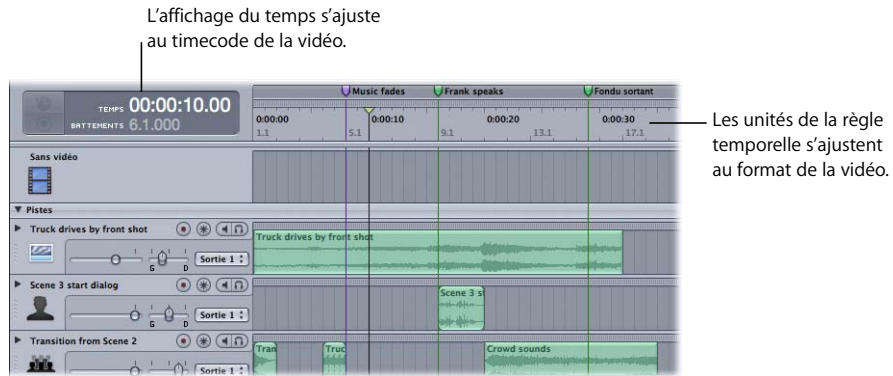 L'affichage du temps s'ajuste
au timecode de la vidéo.
Music fades
Frank speaks
Fondu sortant
TEMPS 00:00:10.00
BATTEMENTS 6.1.000
0:00:00
0:00:10
0:00:20
0:00:30
1.1
5.1
9.1
13.1
17.1
Les unités de la règle
temporelle s'ajustent
au format de la vidéo.
Sans vidéo
Pistes
Truck drives by front shot
G D
Sortie 1
Truck drives by front shot
Scene 3 start dialog
G D
Sortie 1
Scene 3 s
Transition from Scene 2
Sortie 1
Tran
Truc
Crowd sounds